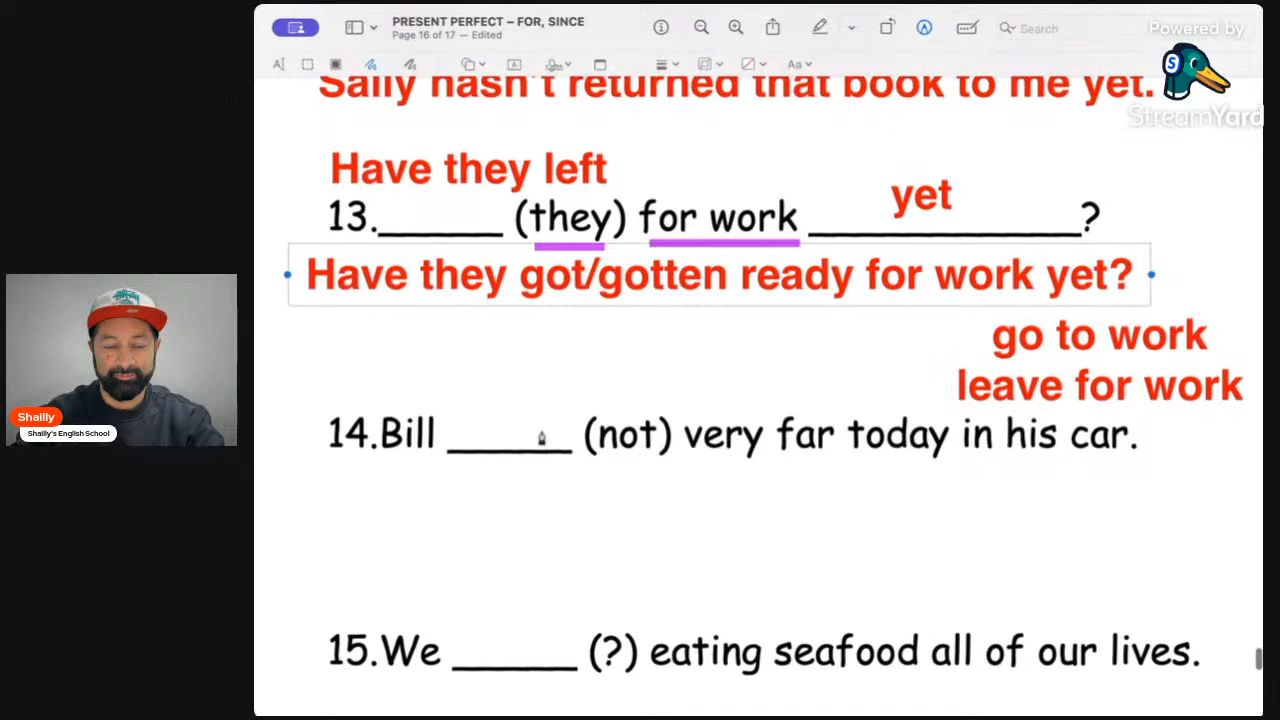 PRESENT PERFECT – FOR, SINCE
Page 16 of 17 — Edited
Search
Powered by
S
StreamYard
Sally hasn't returned that book to me yet.
Have they left
yet
13.______ (they) for work _____________?
Have they got/gotten ready for work yet?
go to work
leave for work
14.Bill ______ (not) very far today in his car.
15.We ______ (?) eating seafood all of our lives.
Shailly
Shailly's English School